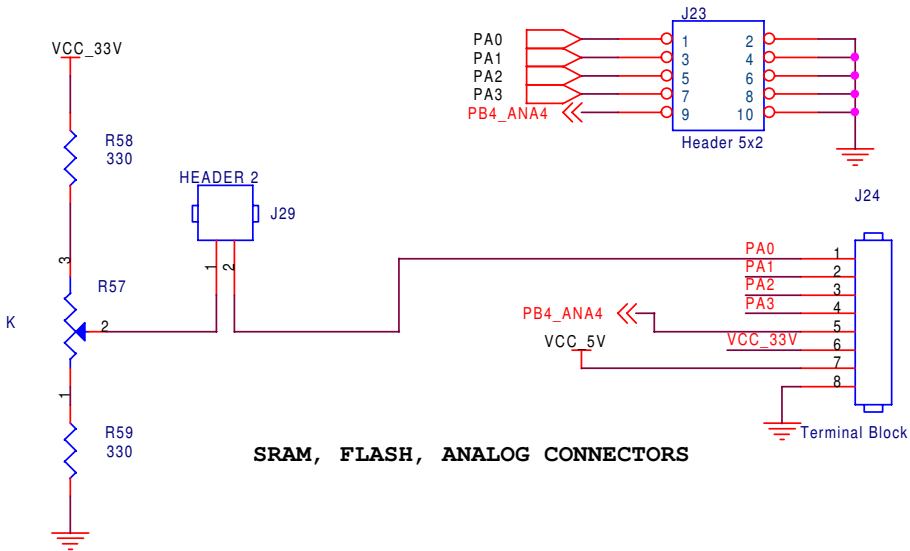 J23
PA0 1 2
PA1 3 4
PA2 5 6
PA3 7 8
PB4_ANA4 9 10
Header 5x2
VCC_33V
R58
330
HEADER 2
J29
1 2
3
R57
K
2
1
R59
330
J24
PA0 1
PA1 2
PA2 3
PA3 4
PB4_ANA4 5
VCC_33V 6
VCC_5V 7
8
Terminal Block
SRAM, FLASH, ANALOG CONNECTORS